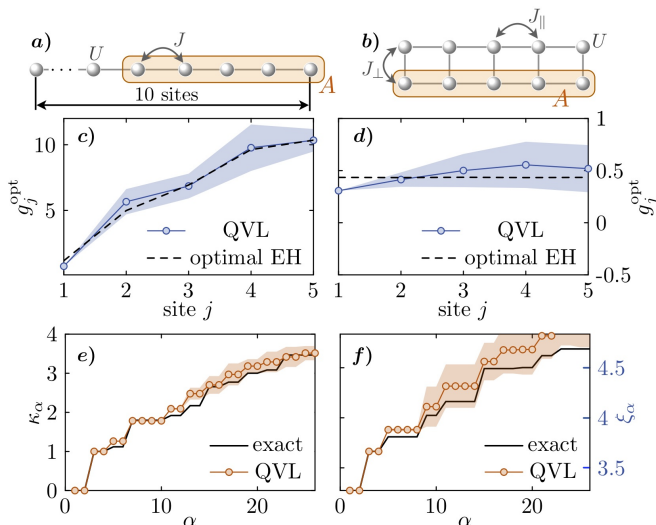 a)
U
J
A
10 sites
b)
J∥
J⊥
U
A
c)
10
5
g_j^opt
QVL
optimal EH
1 2 3 4 5
site j
d)
1
0.5
0
-0.5
g_j^opt
QVL
optimal EH
1 2 3 4 5
site j
e)
4
3
2
1
0
κ_α
exact
QVL
0 10 20
α
f)
4.5
4
3.5
ξ_α
exact
QVL
0 10 20
α